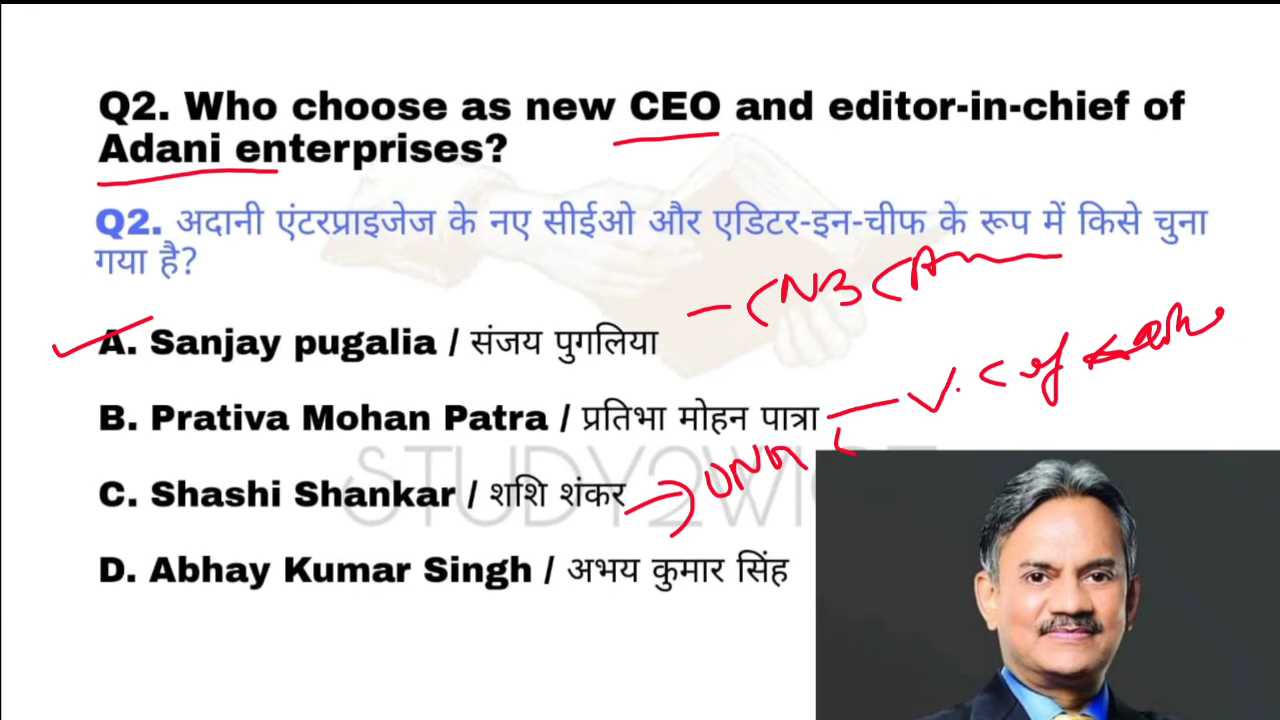 Q2. Who choose as new CEO and editor-in-chief of
Adani enterprises?
Q2. अदानी एंटरप्राइजेज के नए सीईओ और एडिटर-इन-चीफ के रूप में किसे चुना
गया है?
A. Sanjay pugalia / संजय पुगलिया
B. Prativa Mohan Patra / प्रतिभा मोहन पात्रा
V. C of
C. Shashi Shankar / शशि शंकर
D. Abhay Kumar Singh / अभय कुमार सिंह